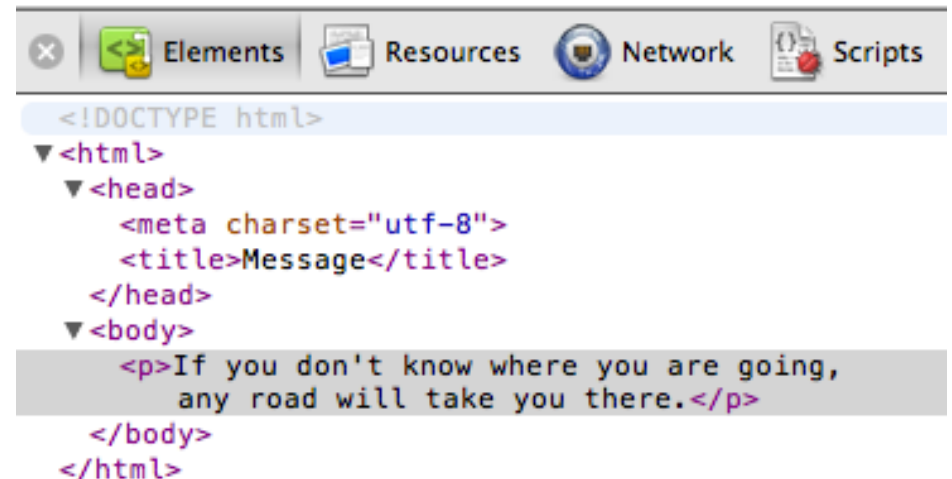 Elements Resources Network Scripts
<!DOCTYPE html>
<html>
<head>
<meta charset="utf-8">
<title>Message</title>
</head>
<body>
<p>If you don't know where you are going,
any road will take you there.</p>
</body>
</html>